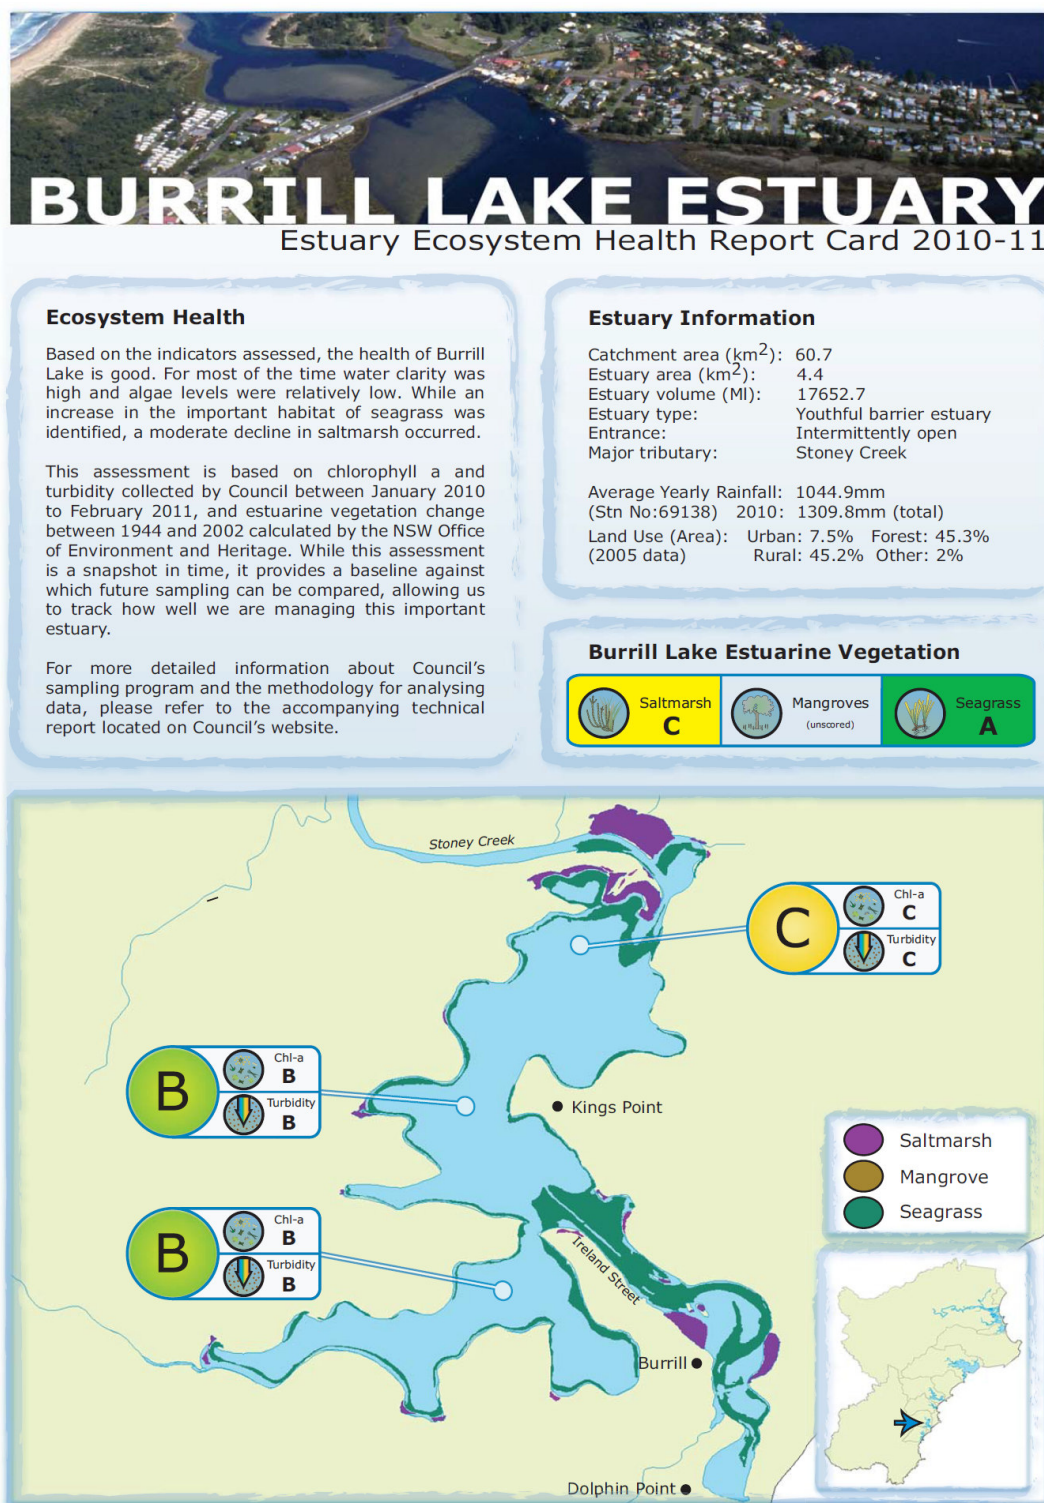 BURRILL LAKE ESTUARY
Estuary Ecosystem Health Report Card 2010-11
Ecosystem Health
Based on the indicators assessed, the health of Burrill
Lake is good. For most of the time water clarity was
high and algae levels were relatively low. While an
increase in the important habitat of seagrass was
identified, a moderate decline in saltmarsh occurred.
This assessment is based on chlorophyll a and
turbidity collected by Council between January 2010
to February 2011, and estuarine vegetation change
between 1944 and 2002 calculated by the NSW Office
of Environment and Heritage. While this assessment
is a snapshot in time, it provides a baseline against
which future sampling can be compared, allowing us
to track how well we are managing this important
estuary.
For more detailed information about Council's
sampling program and the methodology for analysing
data, please refer to the accompanying technical
report located on Council's website.
Estuary Information
Catchment area (km²): 60.7
Estuary area (km²): 4.4
Estuary volume (Ml): 17652.7
Estuary type: Youthful barrier estuary
Entrance: Intermittently open
Major tributary: Stoney Creek
Average Yearly Rainfall: 1044.9mm
(Stn No:69138) 2010: 1309.8mm (total)
Land Use (Area): Urban: 7.5% Forest: 45.3%
(2005 data) Rural: 45.2% Other: 2%
Burrill Lake Estuarine Vegetation
Saltmarsh
C
Mangroves
(unscored)
Seagrass
A
Stoney Creek
C
Chl-a
C
Turbidity
C
B
Chl-a
B
Turbidity
B
Kings Point
Saltmarsh
Mangrove
Seagrass
B
Chl-a
B
Turbidity
B
Ireland Street
Burrill
Dolphin Point